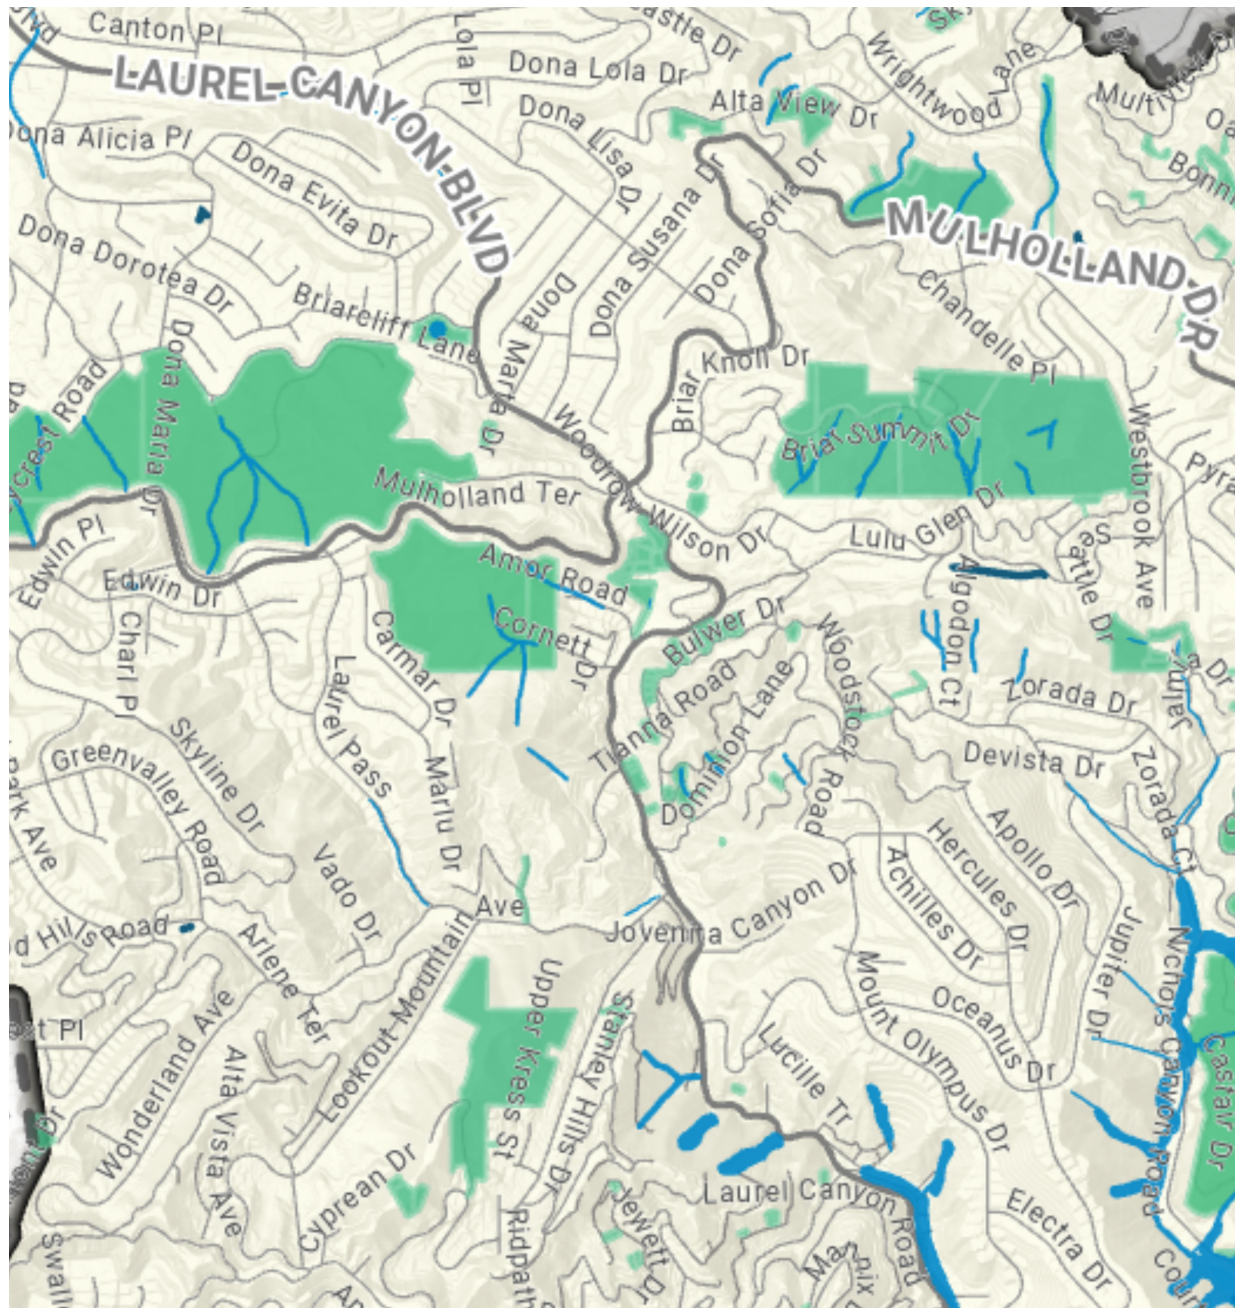 Canton Pl
Lola Pl
Dona Lola Dr
Wrightwood Lane
LAUREL CANYON BLVD
Alta View Dr
Dona Alicia Pl
Dona Evita Dr
Dona Lisa Dr
Dona Susana Dr
Dona Sofia Dr
MULHOLLAND DR
Dona Dorotea Dr
Briarcliff Lane
Dona Marta Dr
Chandelle Pl
Dona Maria Dr
Briar Knoll Dr
Road
Woodrow Wilson Dr
Briar Summit Dr
Westbrook Ave
Mulholland Ter
Edwin Pl
Lulu Glen Dr
Seattle Dr
Edwin Dr
Amor Road
Algodon Ct
Bulwer Dr
Charl Pl
Carmar Dr
Cornett Dr
Woodstock Road
Laurel Pass
Tianna Road
Dominion Lane
Zorada Dr
Jalmia Dr
Skyline Dr
Greenvalley Road
Park Ave
Marlu Dr
Devista Dr
Zorada Ct
Vado Dr
Hercules Dr
Apollo Dr
Achilles Dr
Lookout Mountain Ave
Jovenita Canyon Dr
Arlene Ter
Jupiter Dr
Nichols Canyon Road
Mount Olympus Dr
Oceanus Dr
Upper Kress St
Stanley Hills Dr
Wonderland Ave
Alta Vista Ave
Lucille Tr
Castair Dr
Cyprean Dr
Laurel Canyon Road
Jewett Dr
Electra Dr